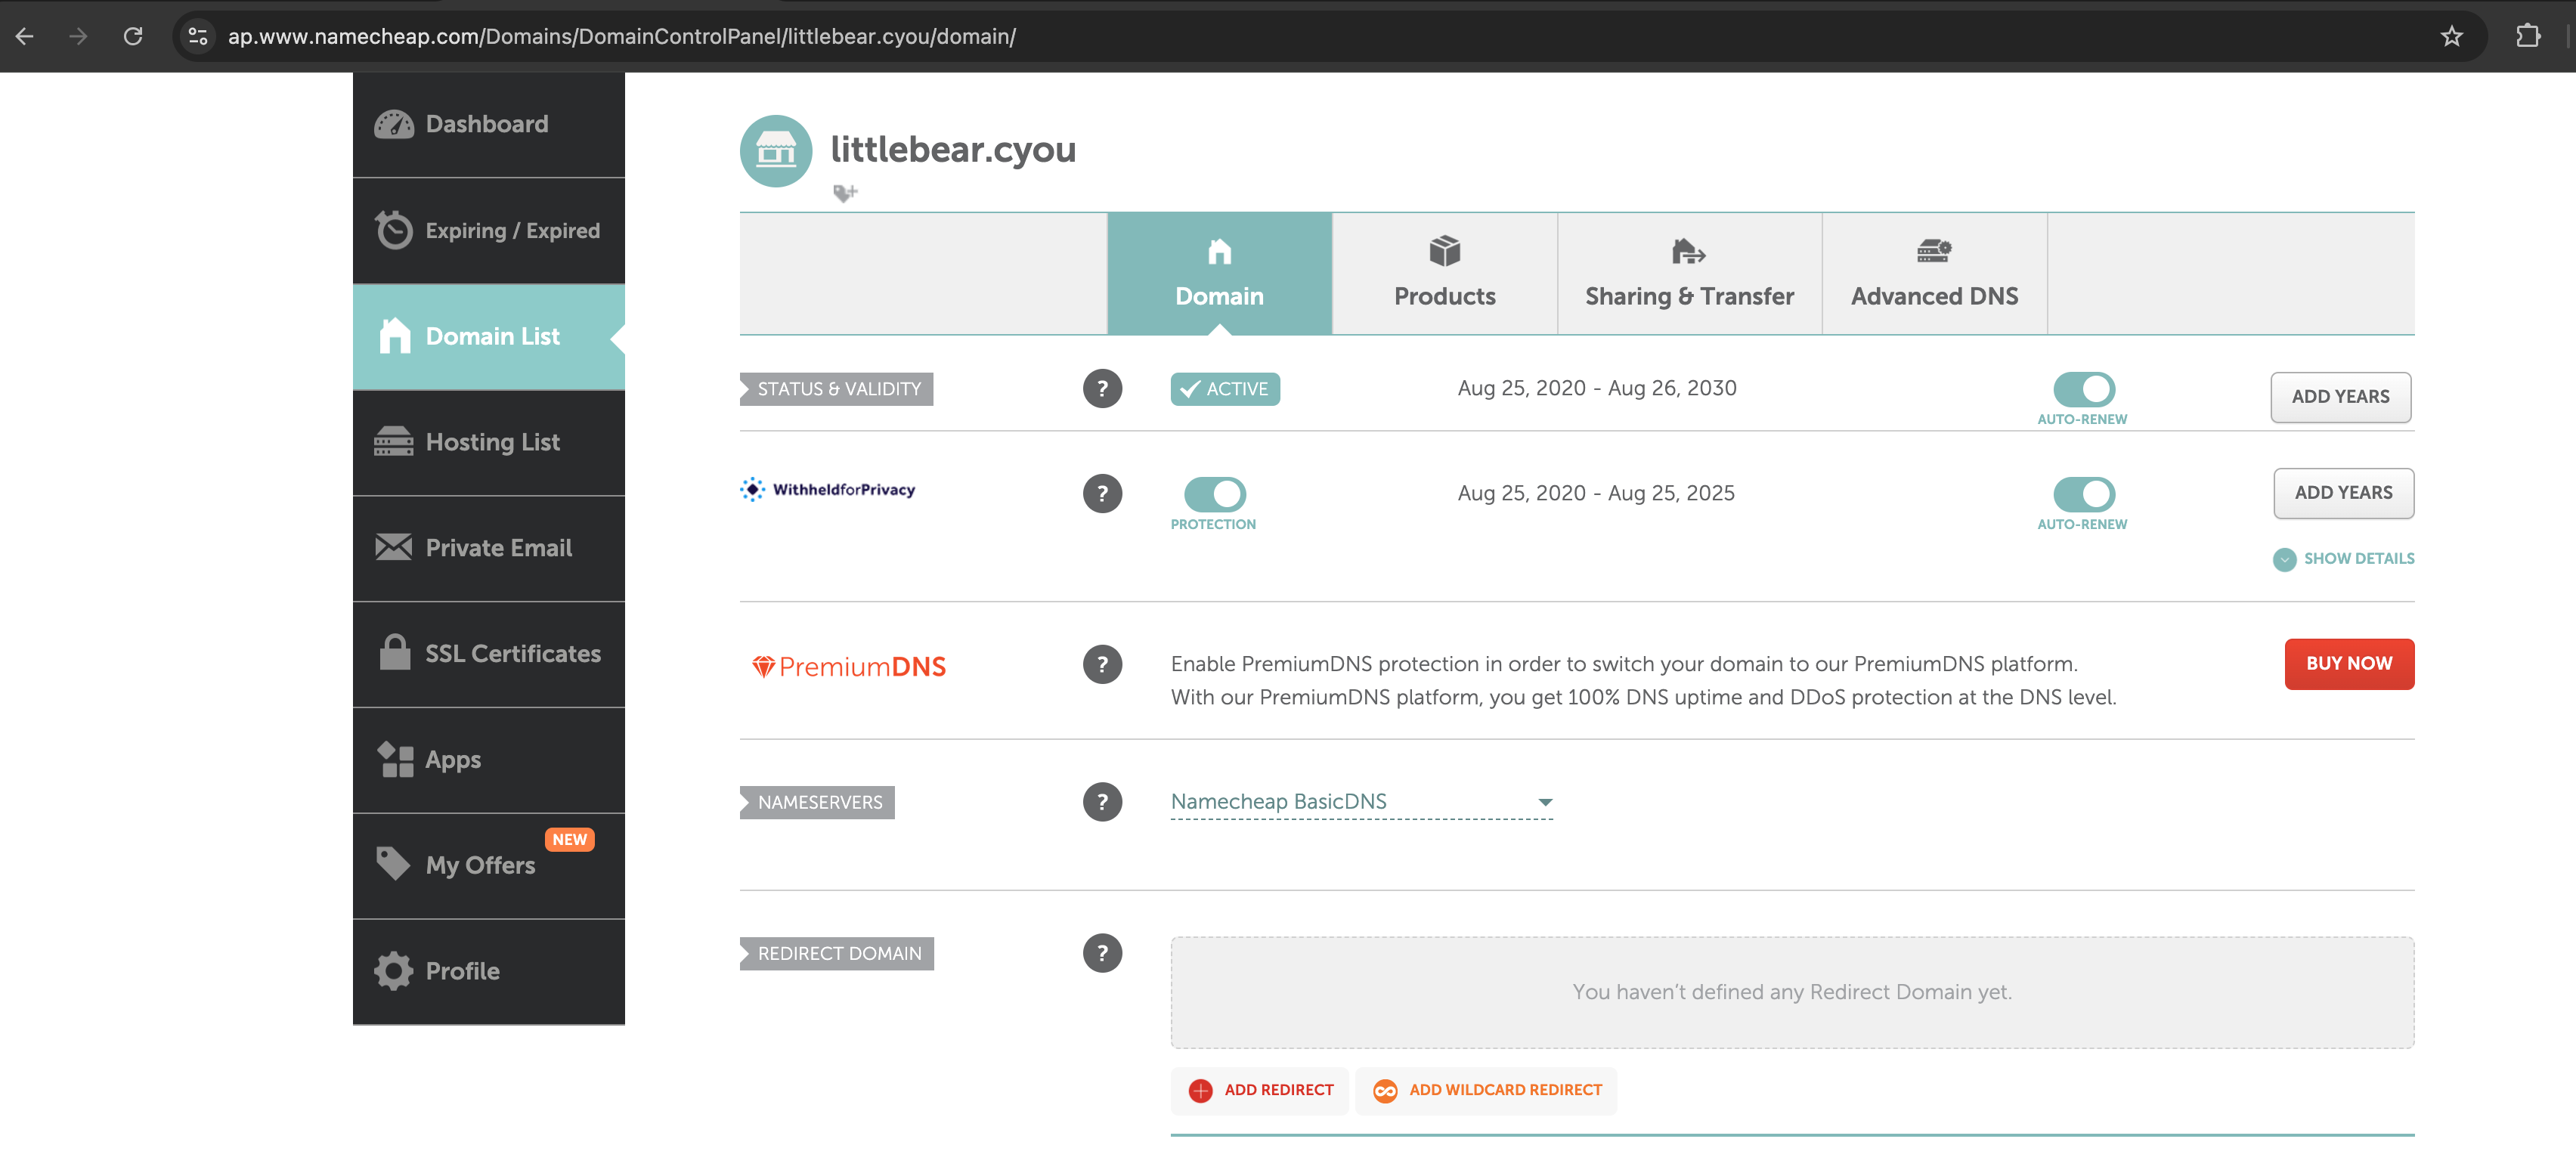 ap.www.namecheap.com/Domains/DomainControlPanel/littlebear.cyou/domain/
Dashboard
Expiring / Expired
Domain List
Hosting List
Private Email
SSL Certificates
Apps
NEW
My Offers
Profile
littlebear.cyou
Domain
Products
Sharing & Transfer
Advanced DNS
STATUS & VALIDITY
?
ACTIVE
Aug 25, 2020 - Aug 26, 2030
AUTO-RENEW
ADD YEARS
WithheldforPrivacy
?
PROTECTION
Aug 25, 2020 - Aug 25, 2025
AUTO-RENEW
ADD YEARS
SHOW DETAILS
PremiumDNS
?
Enable PremiumDNS protection in order to switch your domain to our PremiumDNS platform.
With our PremiumDNS platform, you get 100% DNS uptime and DDoS protection at the DNS level.
BUY NOW
NAMESERVERS
?
Namecheap BasicDNS
REDIRECT DOMAIN
?
You haven’t defined any Redirect Domain yet.
ADD REDIRECT
ADD WILDCARD REDIRECT